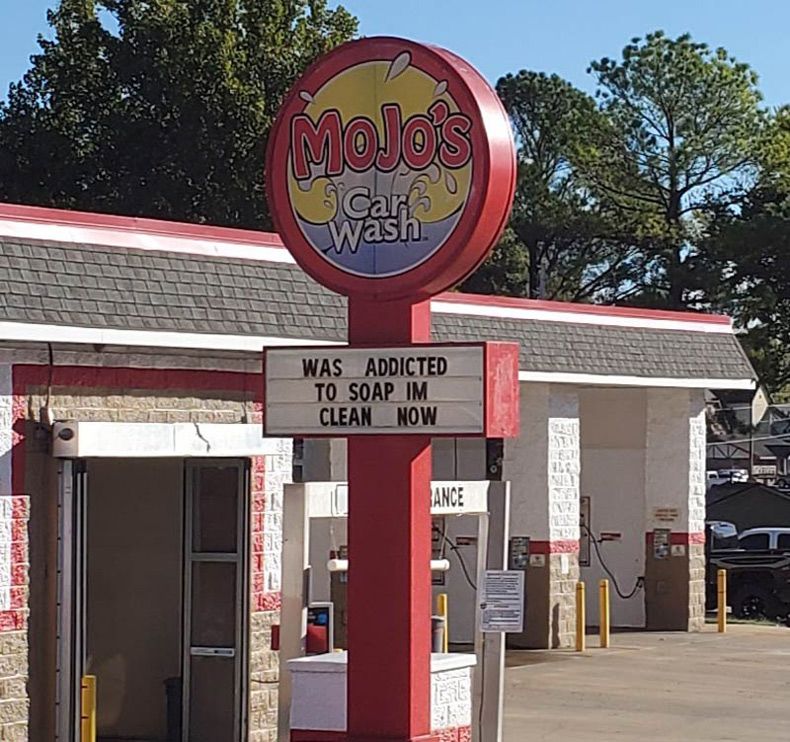 MOJO'S
Car
Wash
WAS ADDICTED
TO SOAP IM
CLEAN NOW
RANCE